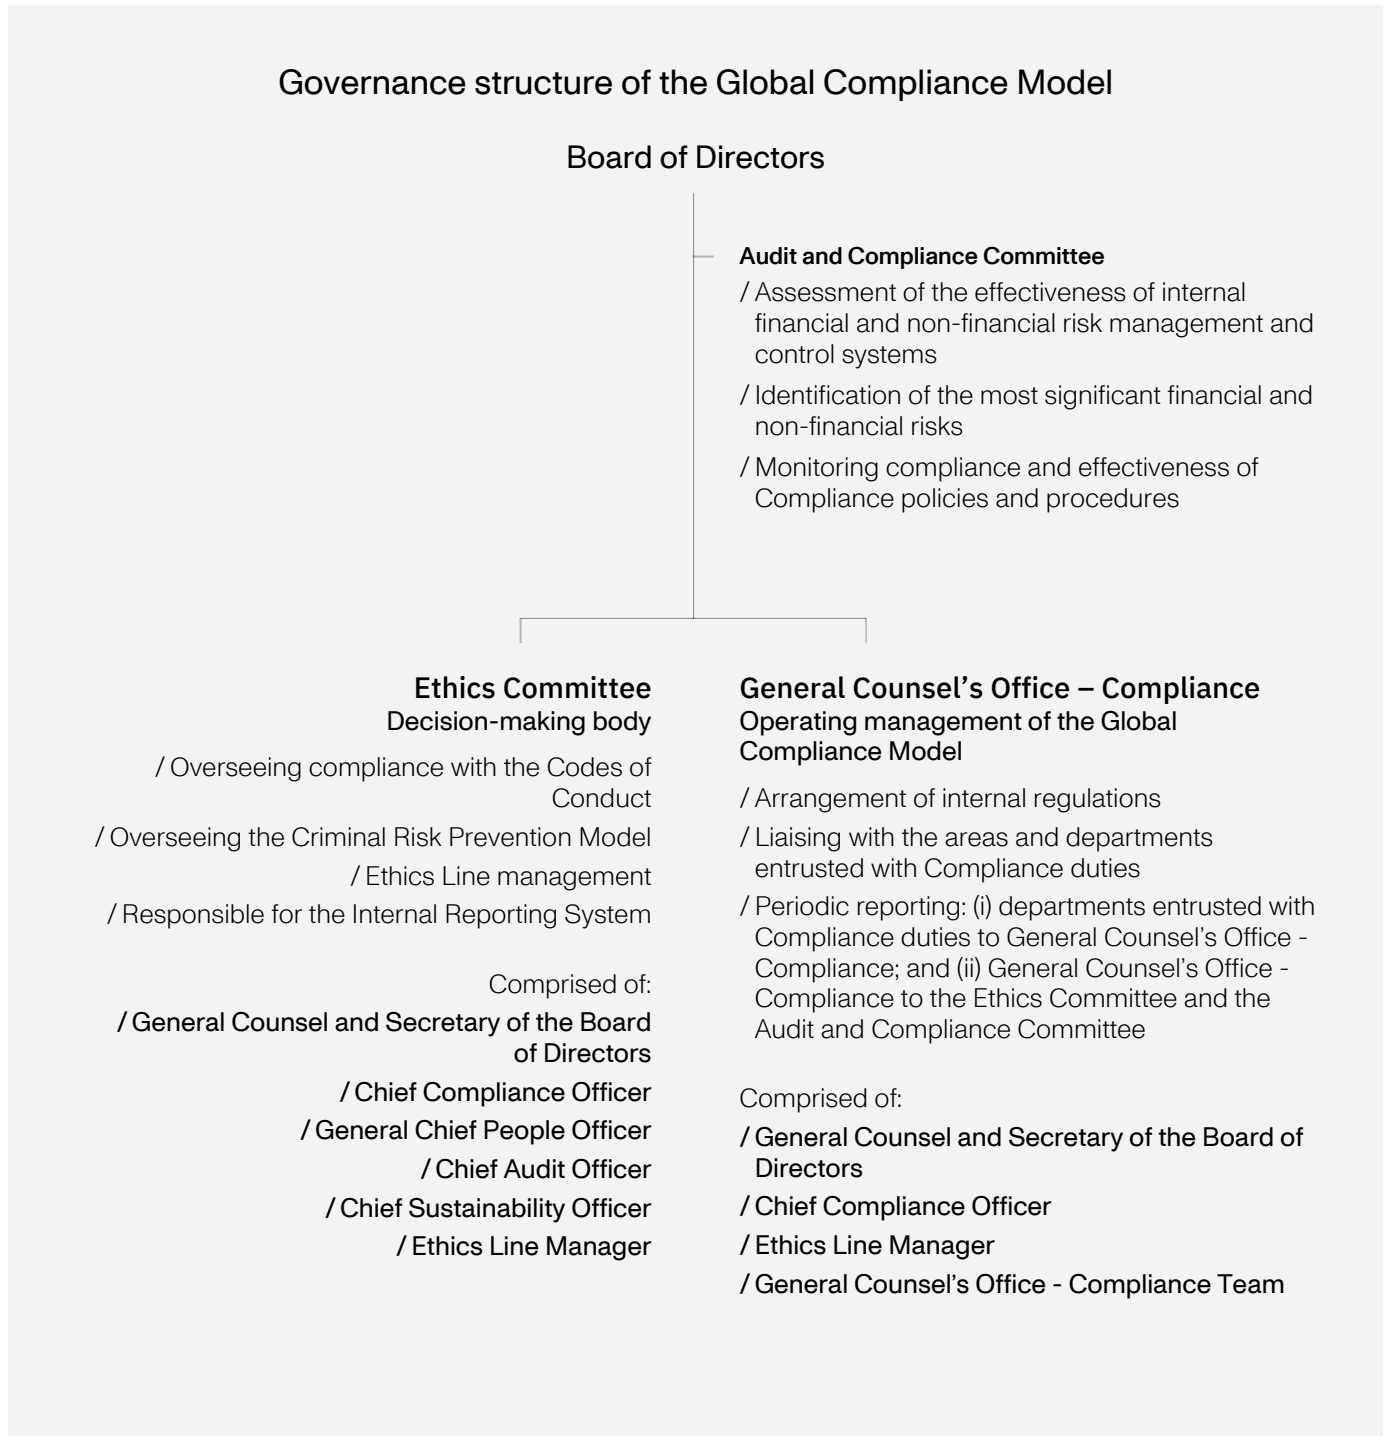 Governance structure of the Global Compliance Model
Board of Directors
Audit and Compliance Committee
/ Assessment of the effectiveness of internal
financial and non-financial risk management and
control systems
/ Identification of the most significant financial and
non-financial risks
/ Monitoring compliance and effectiveness of
Compliance policies and procedures
Ethics Committee
Decision-making body
/ Overseeing compliance with the Codes of
Conduct
/ Overseeing the Criminal Risk Prevention Model
/ Ethics Line management
/ Responsible for the Internal Reporting System
Comprised of:
/ General Counsel and Secretary of the Board
of Directors
/ Chief Compliance Officer
/ General Chief People Officer
/ Chief Audit Officer
/ Chief Sustainability Officer
/ Ethics Line Manager
General Counsel’s Office – Compliance
Operating management of the Global
Compliance Model
/ Arrangement of internal regulations
/ Liaising with the areas and departments
entrusted with Compliance duties
/ Periodic reporting: (i) departments entrusted with
Compliance duties to General Counsel’s Office -
Compliance; and (ii) General Counsel’s Office -
Compliance to the Ethics Committee and the
Audit and Compliance Committee
Comprised of:
/ General Counsel and Secretary of the Board of
Directors
/ Chief Compliance Officer
/ Ethics Line Manager
/ General Counsel’s Office - Compliance Team